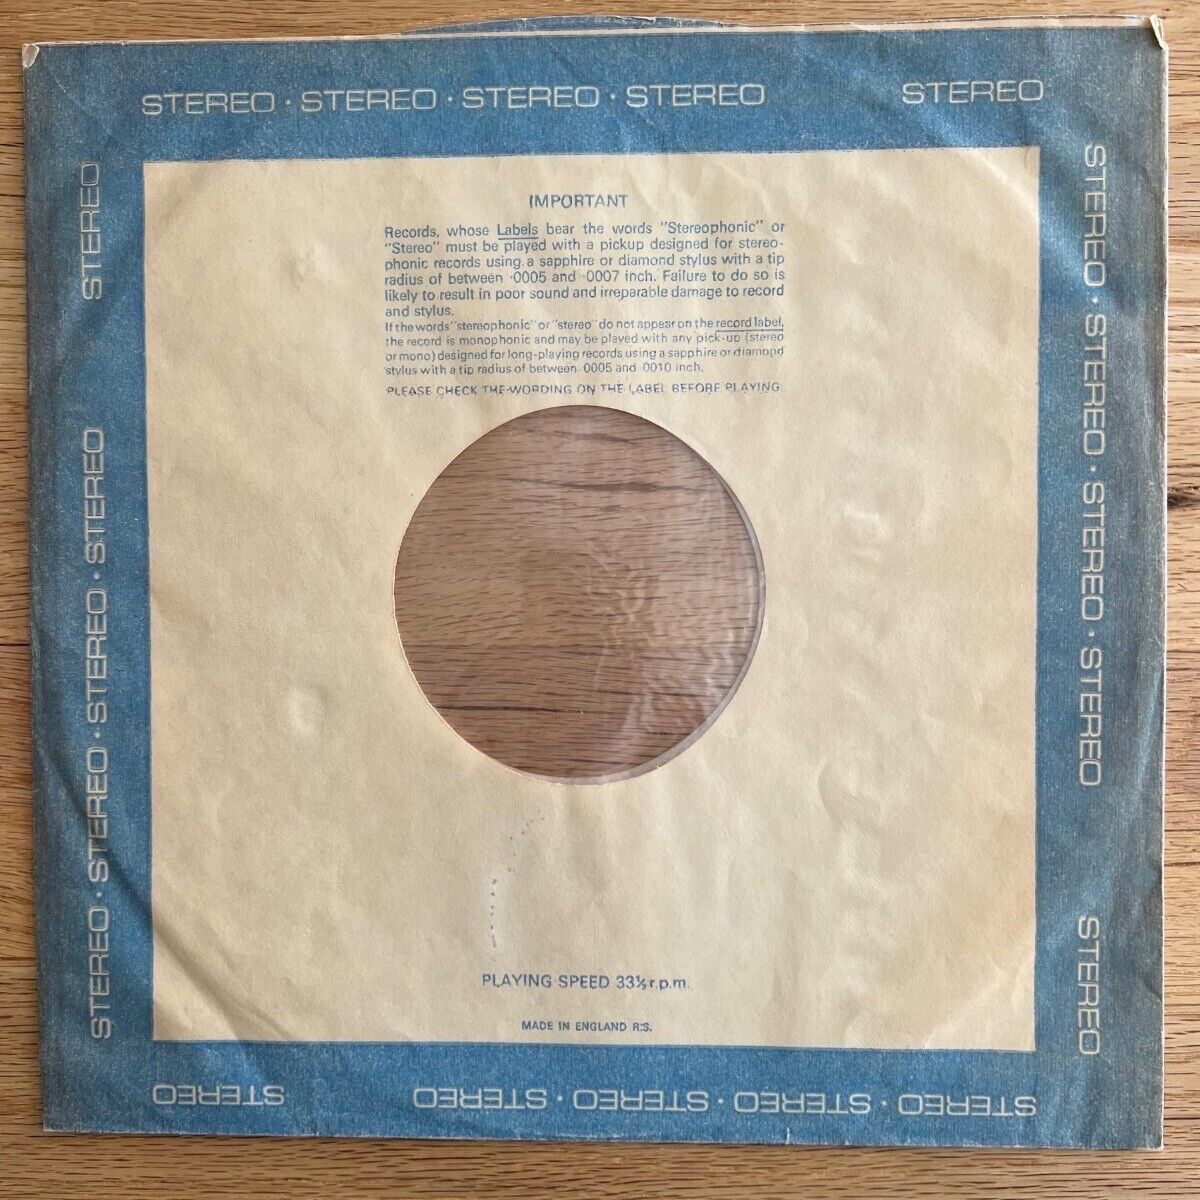 STEREO · STEREO · STEREO · STEREO STEREO
STEREO
STEREO · STEREO · STEREO · STEREO
IMPORTANT
Records, whose Labels bear the words "Stereophonic" or
"Stereo" must be played with a pickup designed for stereo-
phonic records using a sapphire or diamond stylus with a tip
radius of between ·0005 and ·0007 inch. Failure to do so is
likely to result in poor sound and irreparable damage to record
and stylus.
If the words "stereophonic" or "stereo" do not appear on the record label,
the record is monophonic and may be played with any pick-up (stereo
or mono) designed for long-playing records using a sapphire or diamond
stylus with a tip radius of between ·0005 and ·0010 inch.
PLEASE CHECK THE WORDING ON THE LABEL BEFORE PLAYING
PLAYING SPEED 33⅓ r.p.m.
MADE IN ENGLAND R.S.
STEREO · STEREO · STEREO · STEREO
STEREO
STEREO · STEREO · STEREO · STEREO STEREO